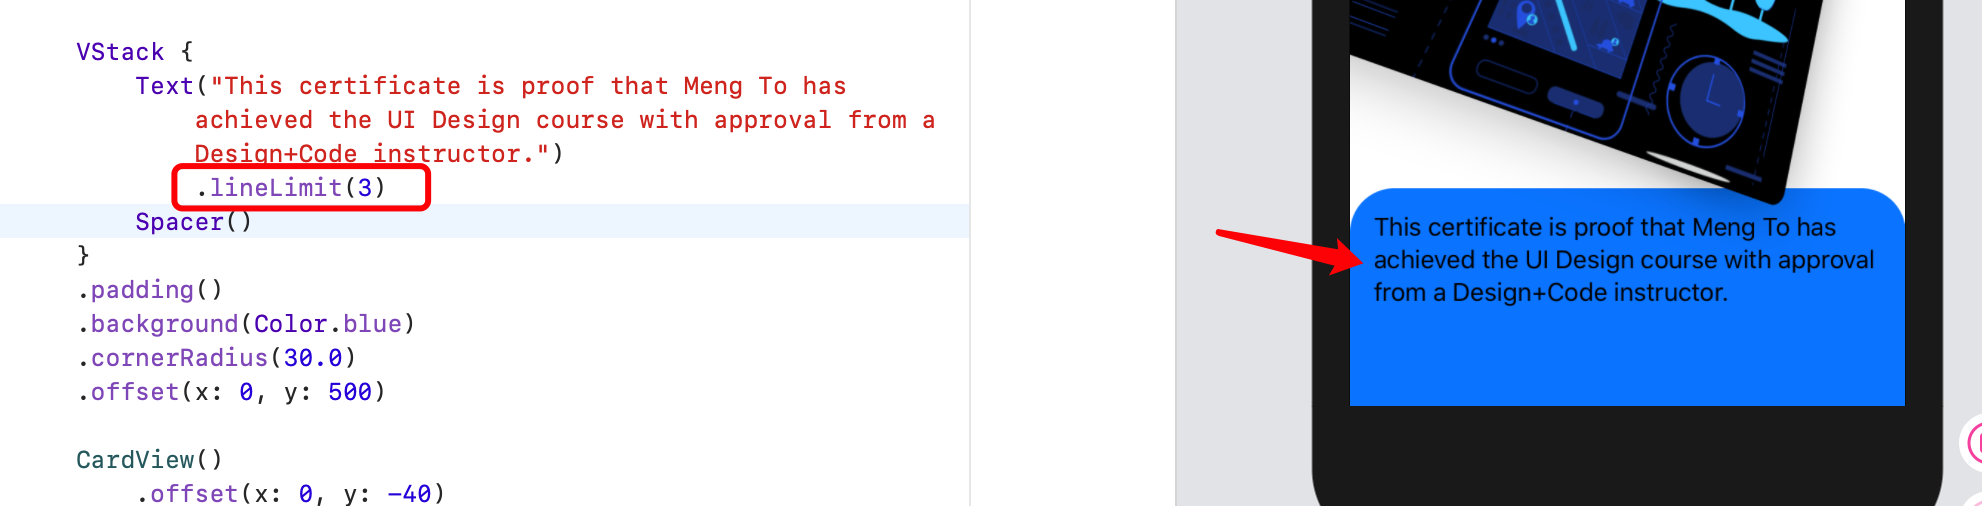 VStack {
Text("This certificate is proof that Meng To has
achieved the UI Design course with approval from a
Design+Code instructor.")
.lineLimit(3)
Spacer()
}
.padding()
.background(Color.blue)
.cornerRadius(30.0)
.offset(x: 0, y: 500)
CardView()
.offset(x: 0, y: -40)
This certificate is proof that Meng To has
achieved the UI Design course with approval
from a Design+Code instructor.